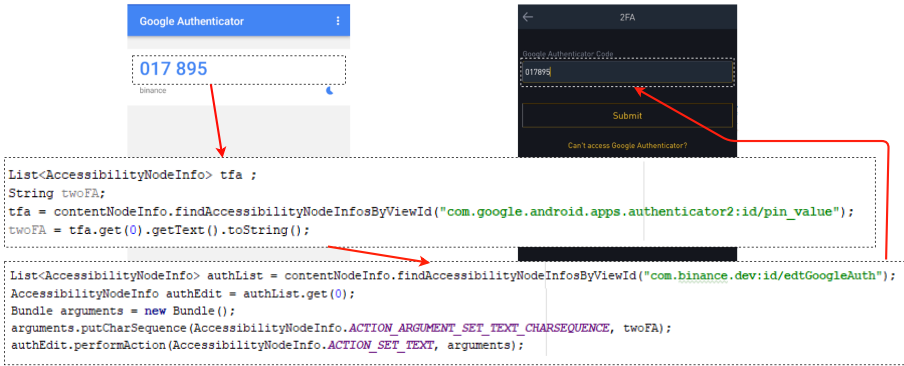 Google Authenticator
017 895
binance
2FA
Google Authenticator Code
017895
Submit
Can't access Google Authenticator?
List<AccessibilityNodeInfo> tfa ;
String twoFA;
tfa = contentNodeInfo.findAccessibilityNodeInfosByViewId("com.google.android.apps.authenticator2:id/pin_value");
twoFA = tfa.get(0).getText().toString();
List<AccessibilityNodeInfo> authList = contentNodeInfo.findAccessibilityNodeInfosByViewId("com.binance.dev:id/edtGoogleAuth");
AccessibilityNodeInfo authEdit = authList.get(0);
Bundle arguments = new Bundle();
arguments.putCharSequence(AccessibilityNodeInfo.ACTION_ARGUMENT_SET_TEXT_CHARSEQUENCE, twoFA);
authEdit.performAction(AccessibilityNodeInfo.ACTION_SET_TEXT, arguments);